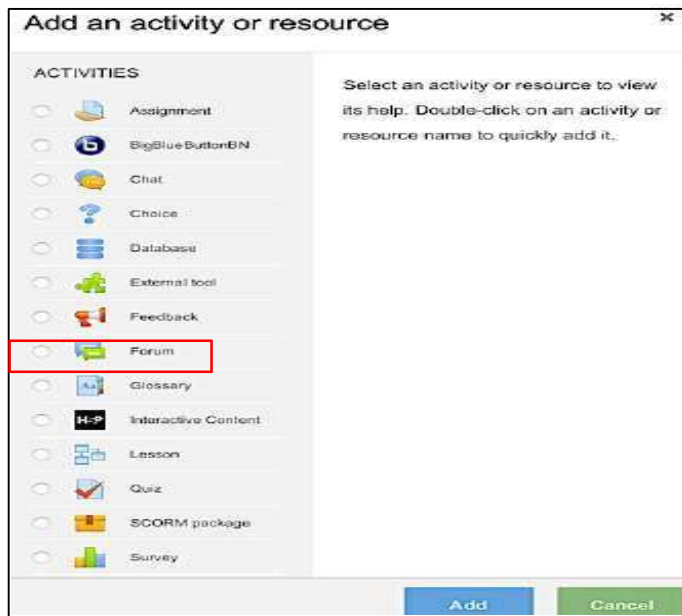 Add an activity or resource
×
ACTIVITIES
Assignment
BigBlueButtonBN
Chat
Choice
Database
External tool
Feedback
Forum
Glossary
H-P Interactive Content
Lesson
Quiz
SCORM package
Survey
Select an activity or resource to view
its help. Double-click on an activity or
resource name to quickly add it.
Add
Cancel